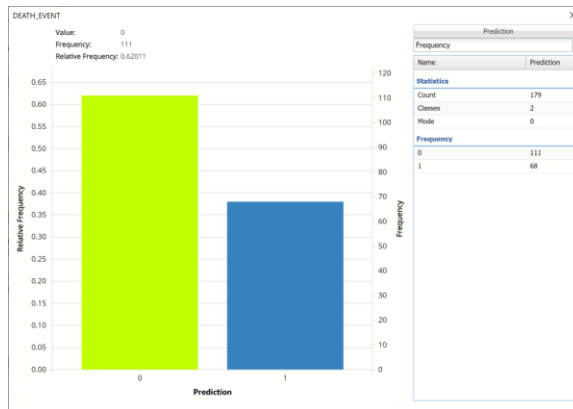 DEATH_EVENT
X
Value: 0
Frequency: 111
Relative Frequency: 0.62011
0.65
0.60
0.55
0.50
0.45
0.40
0.35
0.30
0.25
0.20
0.15
0.10
0.05
0.00
Relative Frequency
120
110
100
90
80
70
60
50
40
30
20
10
0
Frequency
0 1
Prediction
Prediction
Frequency
Name Prediction
Statistics
Count 179
Classes 2
Mode 0
Frequency
0 111
1 68